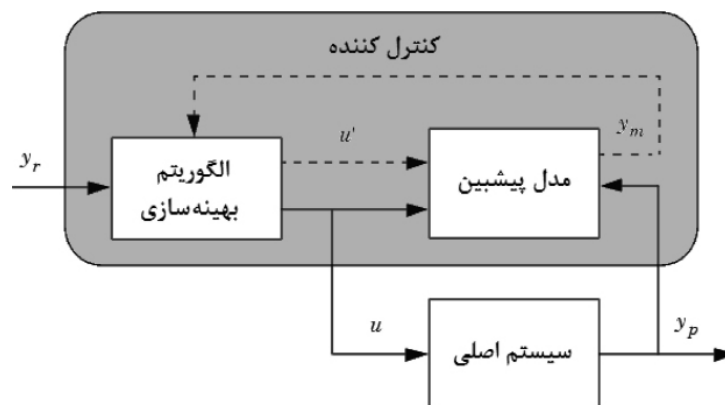 کنترل کننده
y_r
الگوریتم
بهینه‌سازی
u'
مدل پیشبین
y_m
u
سیستم اصلی
y_p